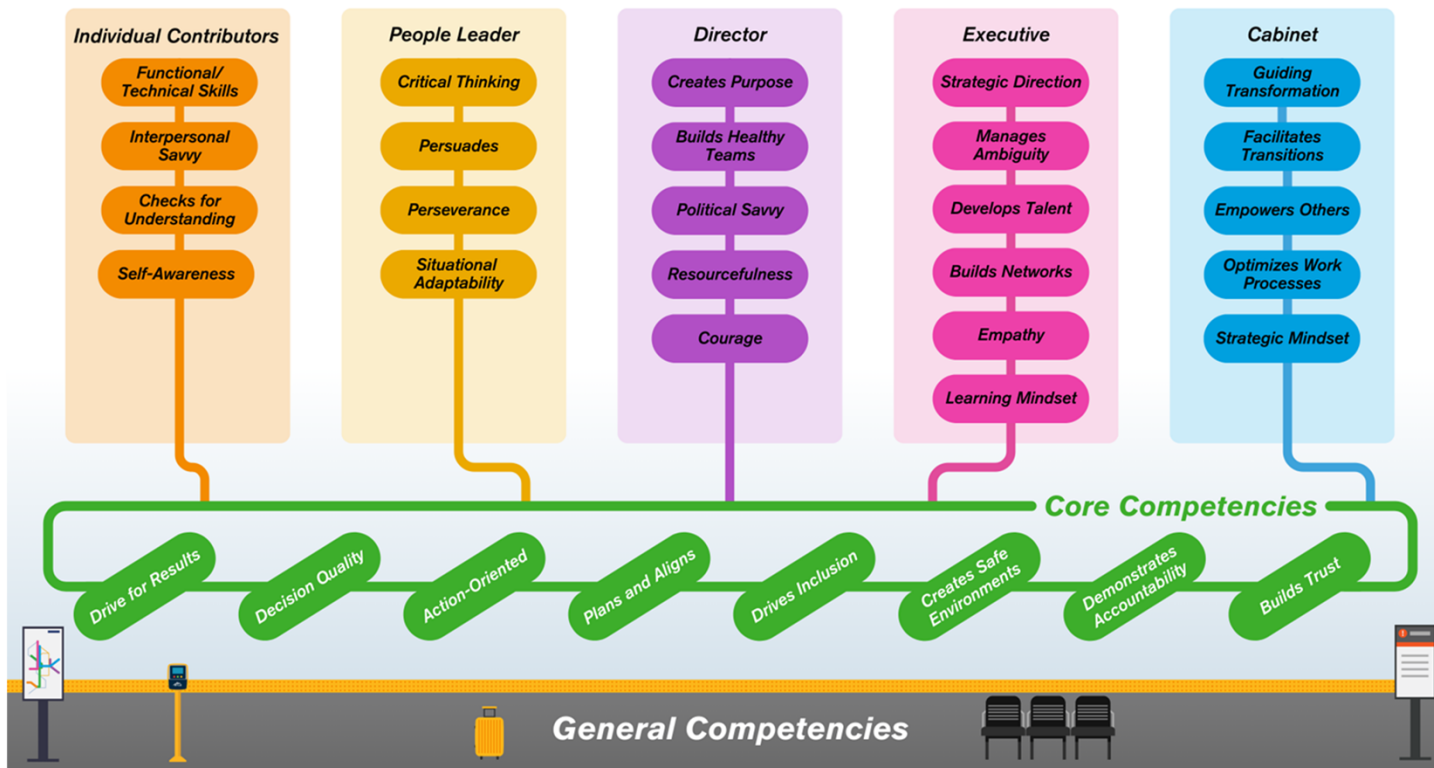 Individual Contributors
Functional/
Technical Skills
Interpersonal
Savvy
Checks for
Understanding
Self-Awareness
People Leader
Critical Thinking
Persuades
Perseverance
Situational
Adaptability
Director
Creates Purpose
Builds Healthy
Teams
Political Savvy
Resourcefulness
Courage
Executive
Strategic Direction
Manages
Ambiguity
Develops Talent
Builds Networks
Empathy
Learning Mindset
Cabinet
Guiding
Transformation
Facilitates
Transitions
Empowers Others
Optimizes Work
Processes
Strategic Mindset
Core Competencies
Drive for Results
Decision Quality
Action-Oriented
Plans and Aligns
Drives Inclusion
Creates Safe
Environments
Demonstrates
Accountability
Builds Trust
General Competencies